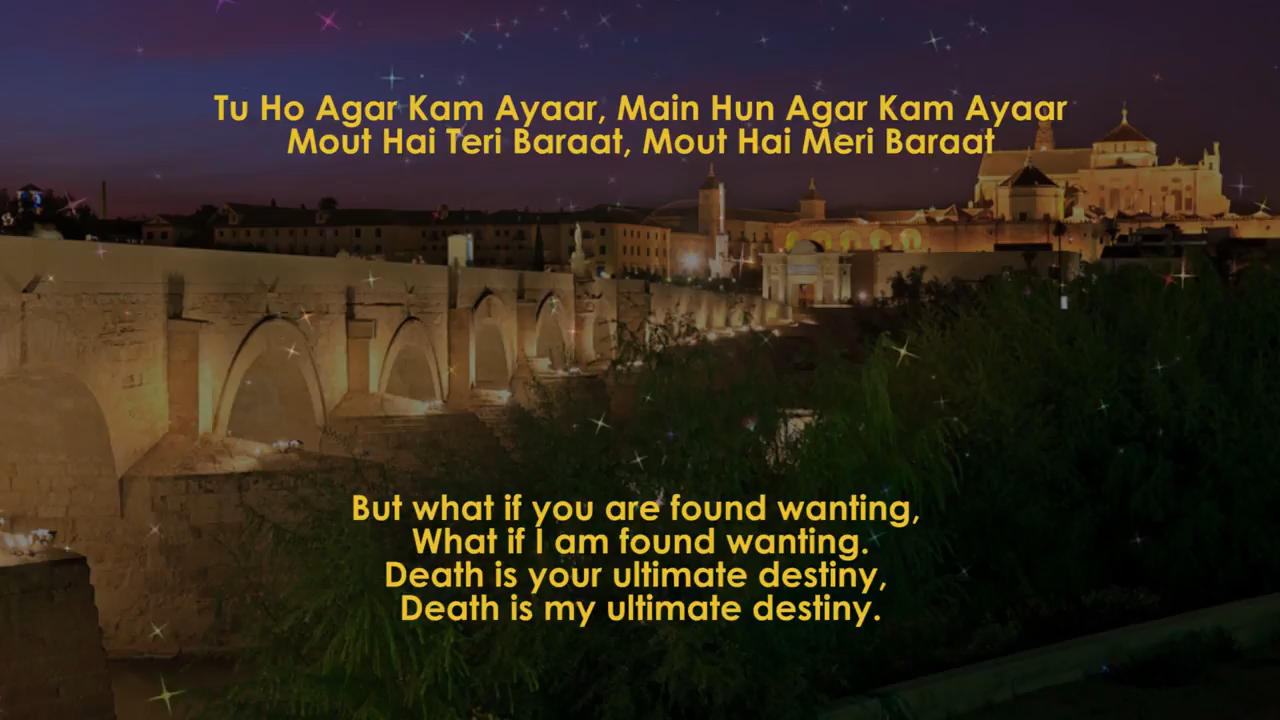 Tu Ho Agar Kam Ayaar, Main Hun Agar Kam Ayaar
Mout Hai Teri Baraat, Mout Hai Meri Baraat
But what if you are found wanting,
What if I am found wanting.
Death is your ultimate destiny,
Death is my ultimate destiny.